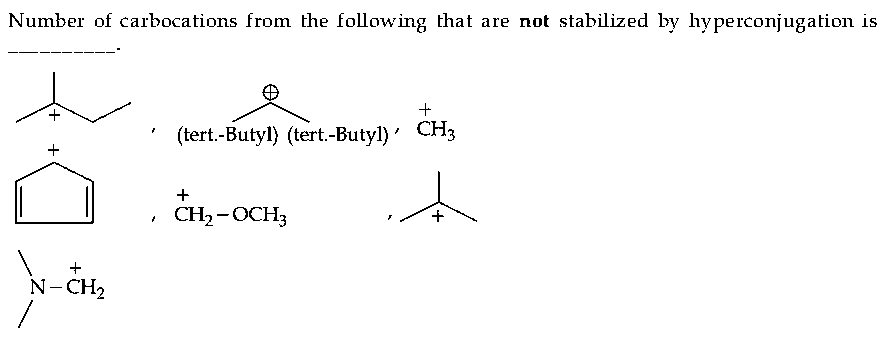 Number of carbocations from the following that are not stabilized by hyperconjugation is
__________.
+ , ⊕ (tert.-Butyl) (tert.-Butyl) , +CH₃
+ , +CH₂–OCH₃ , +
N–+CH₂